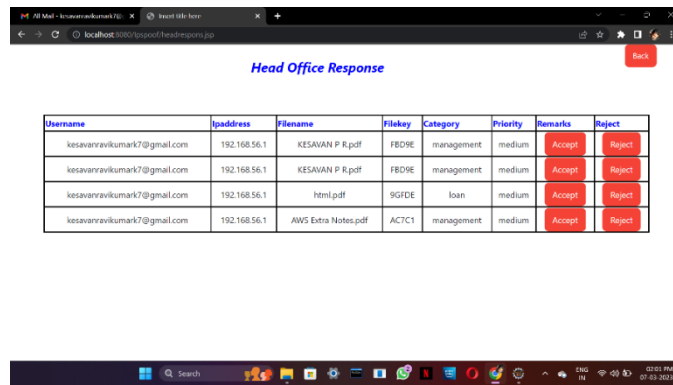 All Mail - kesavanravikumark7@
Insert title here
localhost:8080/Ipspoof/headrespons.jsp
Back
Head Office Response
Username Ipaddress Filename Filekey Category Priority Remarks Reject
kesavanravikumark7@gmail.com 192.168.56.1 KESAVAN P R.pdf FBD9E management medium Accept Reject
kesavanravikumark7@gmail.com 192.168.56.1 KESAVAN P R.pdf FBD9E management medium Accept Reject
kesavanravikumark7@gmail.com 192.168.56.1 html.pdf 9GFDE loan medium Accept Reject
kesavanravikumark7@gmail.com 192.168.56.1 AWS Extra Notes.pdf AC7C1 management medium Accept Reject
Search
ENG
IN
02:01 PM
07-03-2023